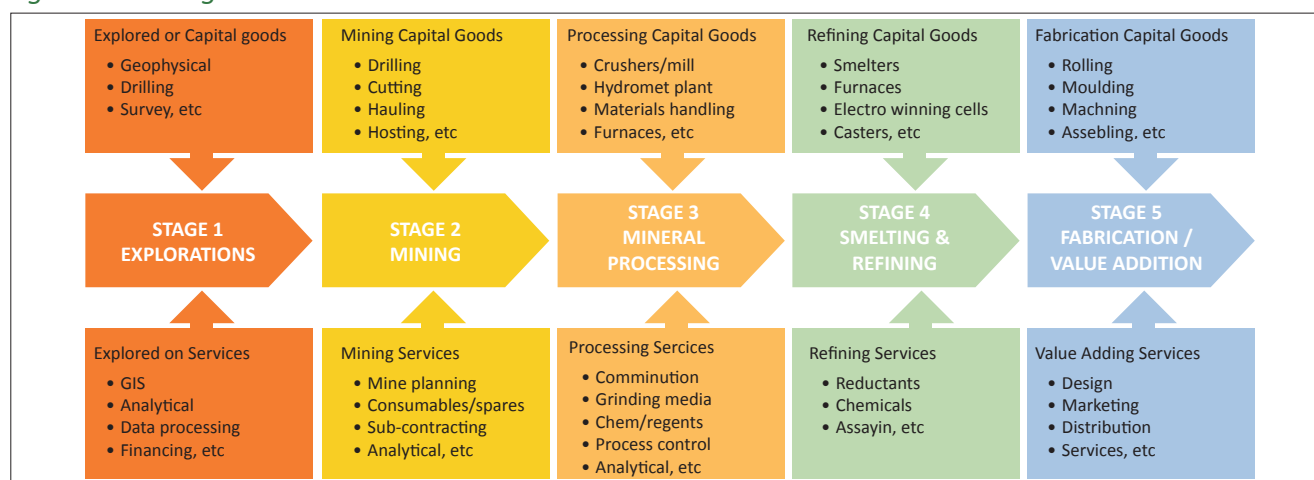 Explored or Capital goods
• Geophysical
• Drilling
• Survey, etc
Mining Capital Goods
• Drilling
• Cutting
• Hauling
• Hosting, etc
Processing Capital Goods
• Crushers/mill
• Hydromet plant
• Materials handling
• Furnaces, etc
Refining Capital Goods
• Smelters
• Furnaces
• Electro winning cells
• Casters, etc
Fabrication Capital Goods
• Rolling
• Moulding
• Machning
• Assebling, etc
STAGE 1
EXPLORATIONS
STAGE 2
MINING
STAGE 3
MINERAL
PROCESSING
STAGE 4
SMELTING &
REFINING
STAGE 5
FABRICATION /
VALUE ADDITION
Explored on Services
• GIS
• Analytical
• Data processing
• Financing, etc
Mining Services
• Mine planning
• Consumables/spares
• Sub-contracting
• Analytical, etc
Processing Sercices
• Comminution
• Grinding media
• Chem/regents
• Process control
• Analytical, etc
Refining Services
• Reductants
• Chemicals
• Assayin, etc
Value Adding Services
• Design
• Marketing
• Distribution
• Services, etc